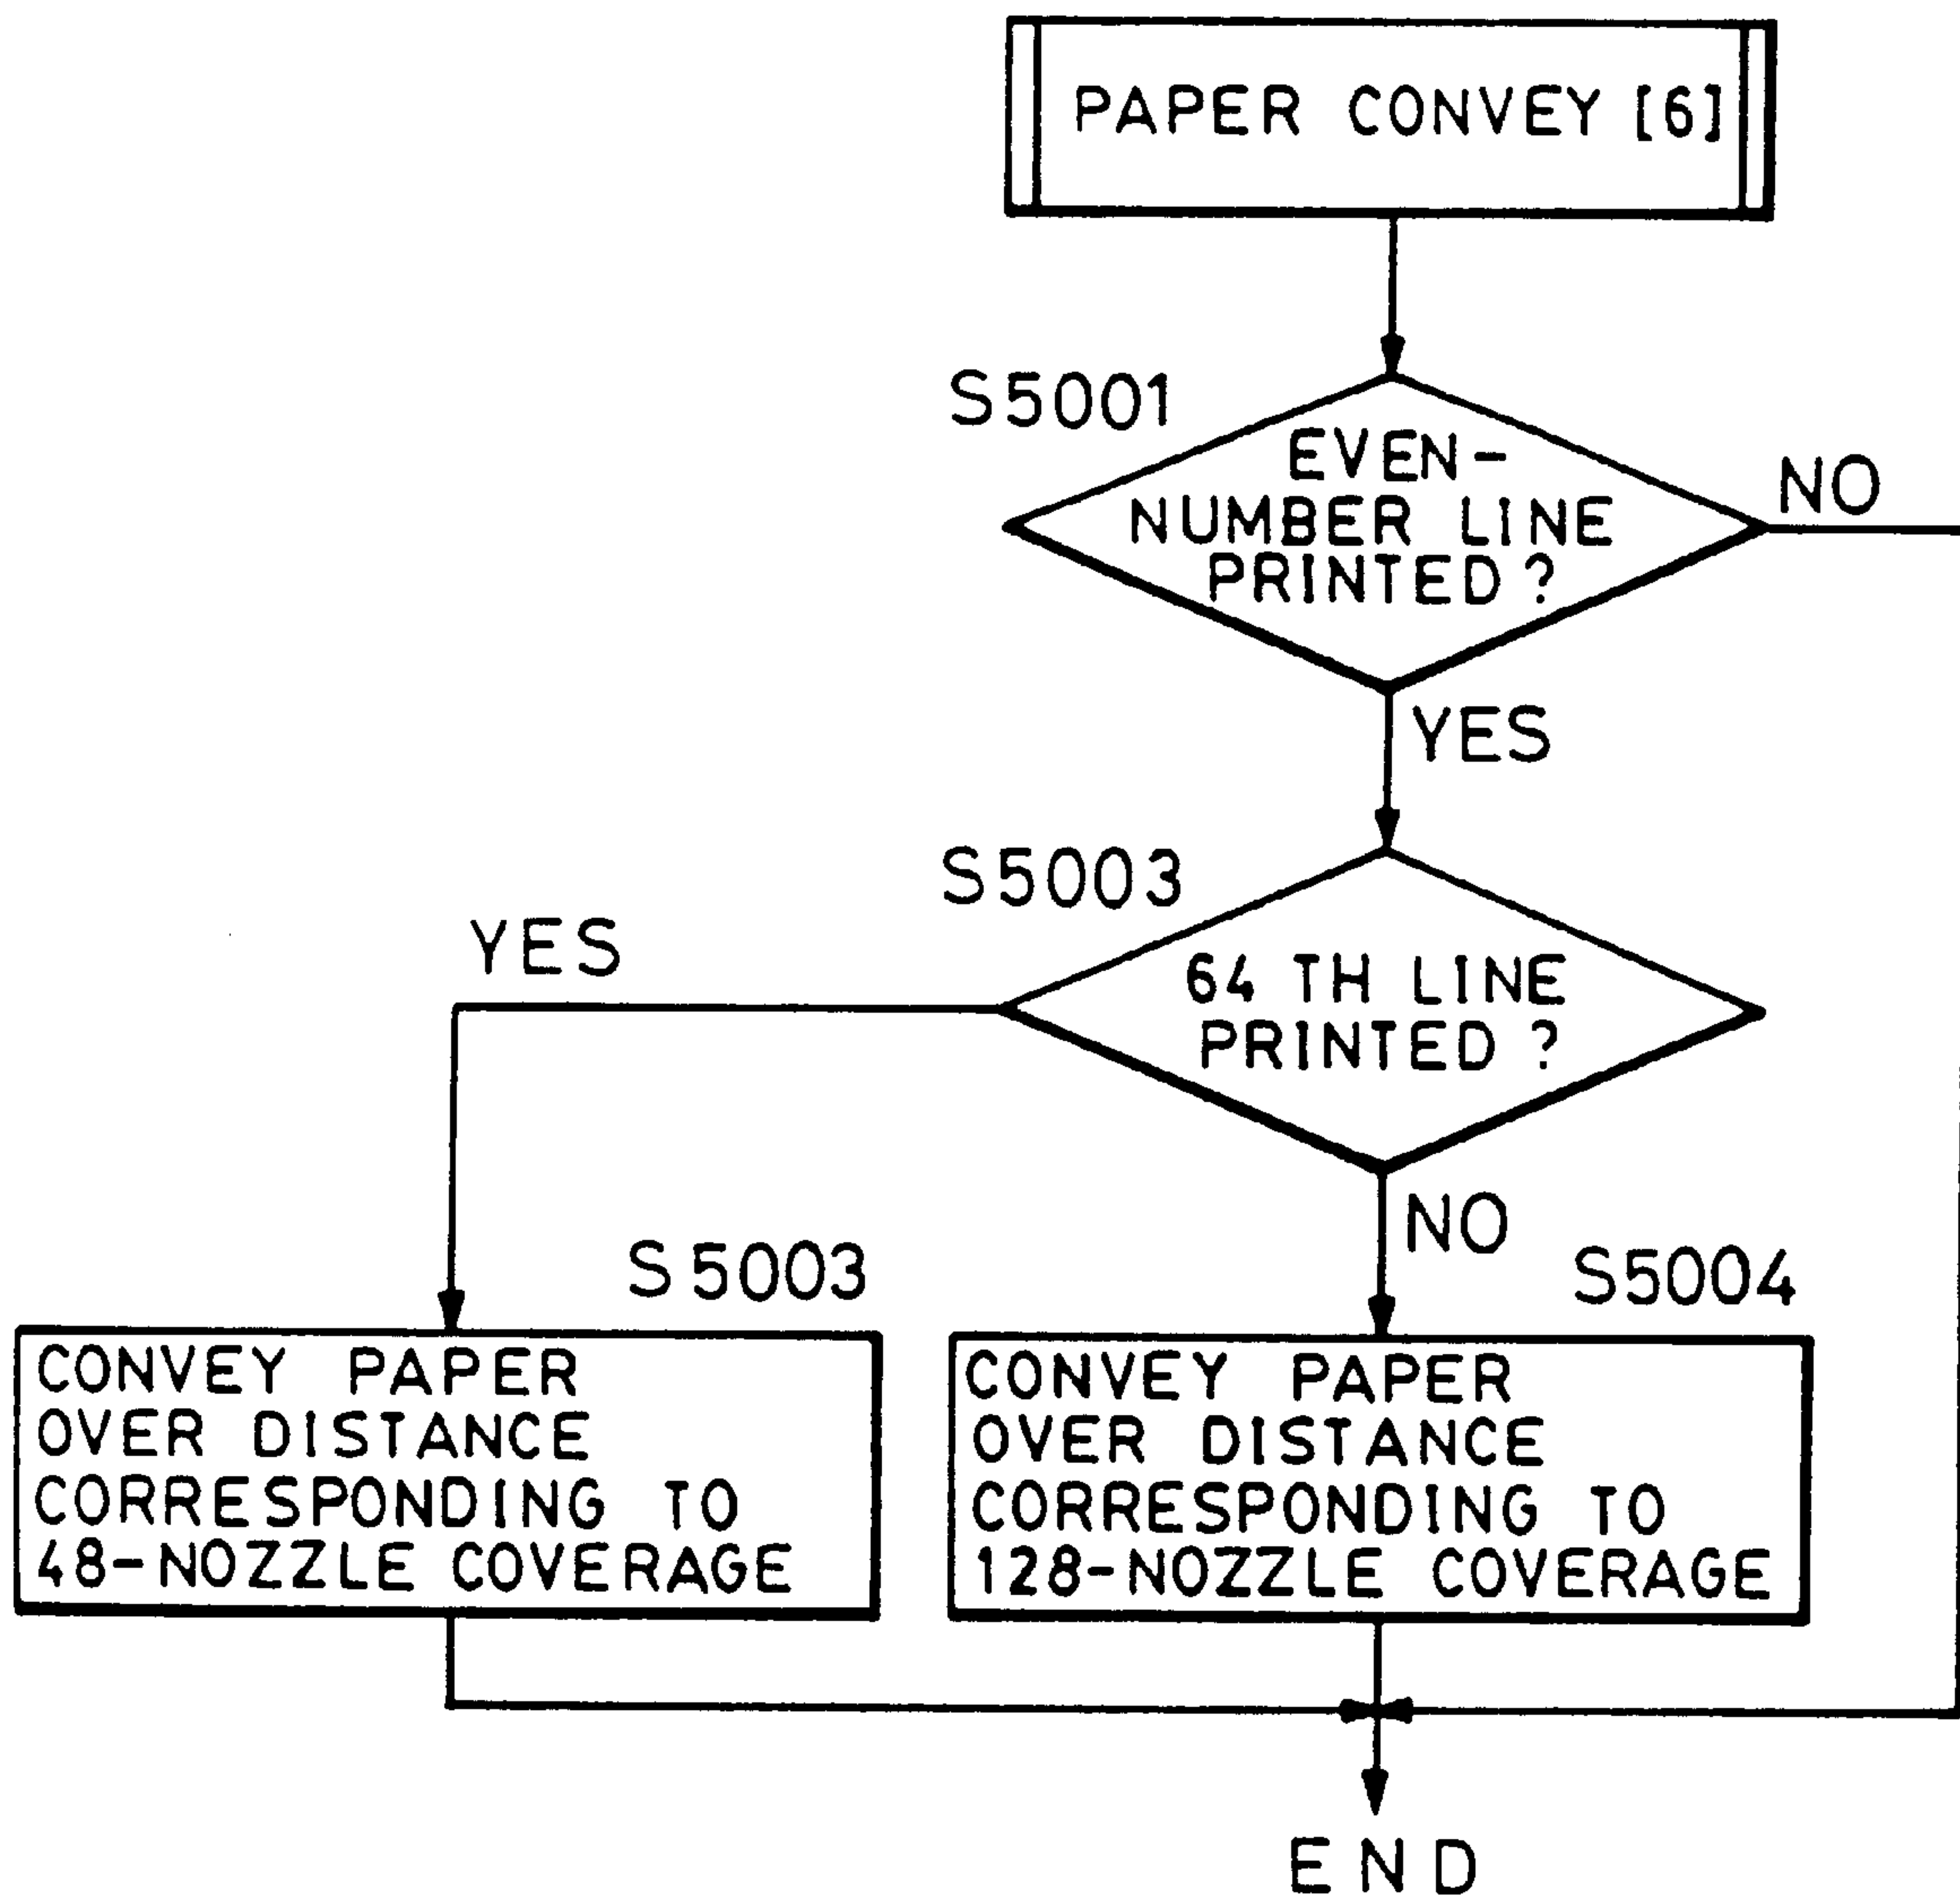 PAPER CONVEY [6]
S5001
EVEN-
NUMBER LINE
PRINTED ?
NO
YES
S5003
YES
64 TH LINE
PRINTED ?
NO
S5003
CONVEY PAPER
OVER DISTANCE
CORRESPONDING TO
48-NOZZLE COVERAGE
S5004
CONVEY PAPER
OVER DISTANCE
CORRESPONDING TO
128-NOZZLE COVERAGE
END